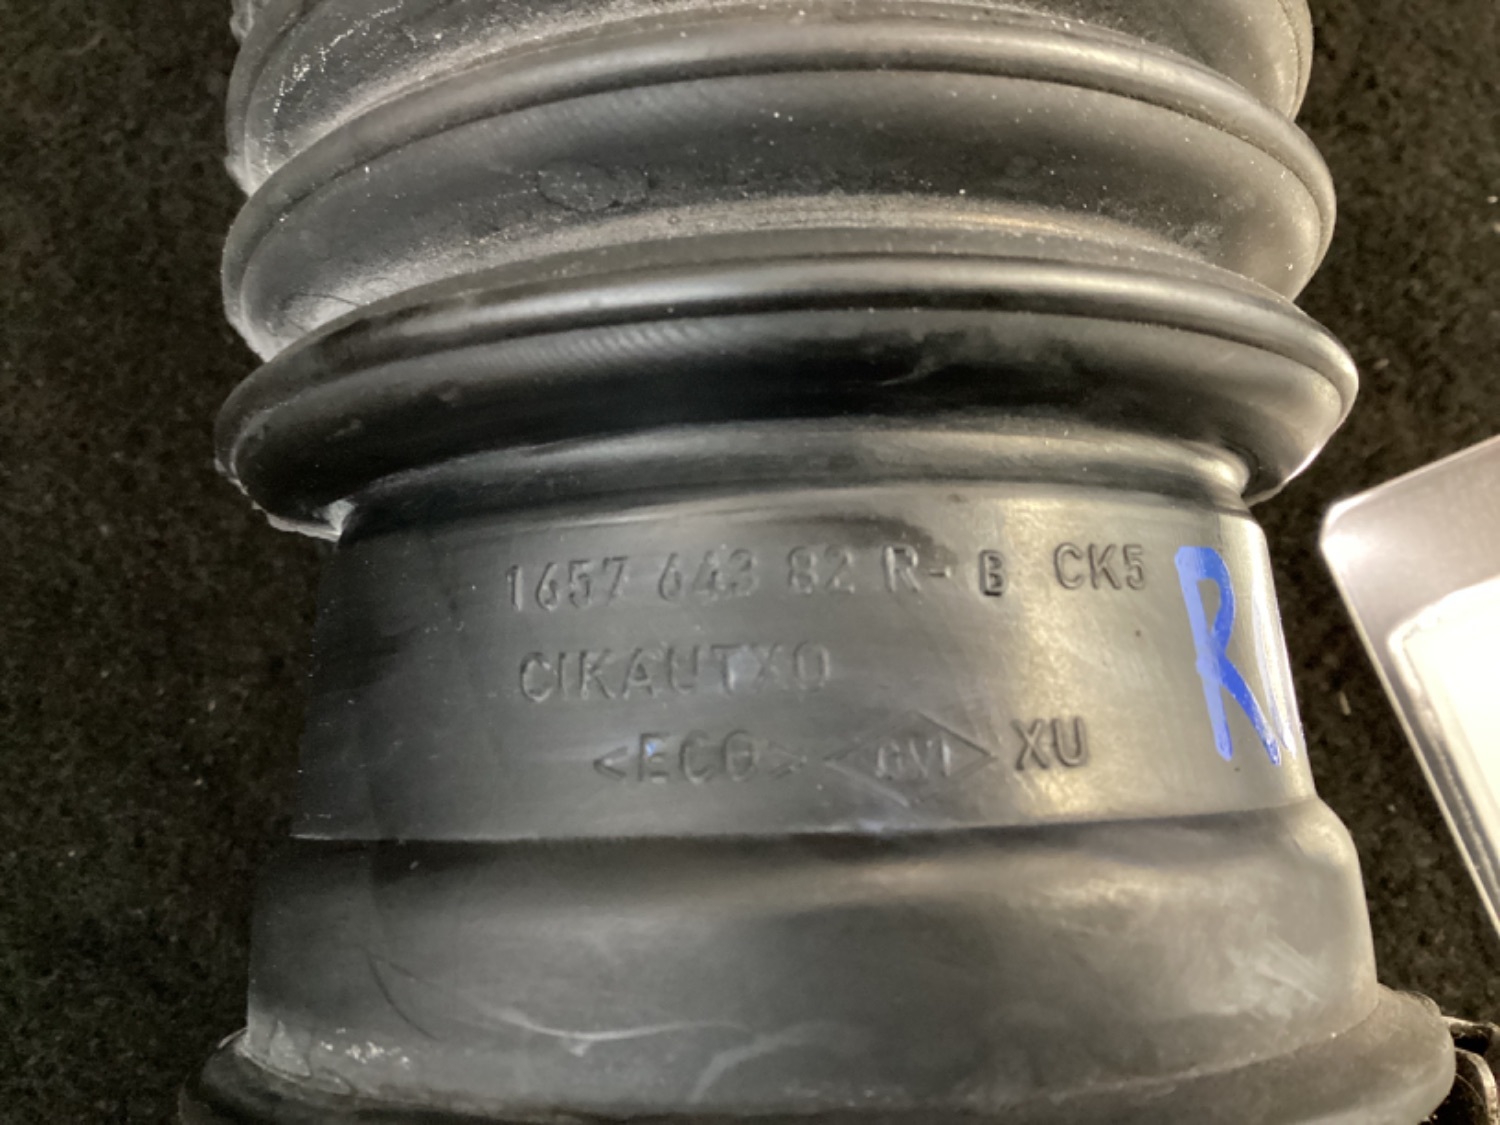 1657 643 82 R- B CK5
R
CIKAUTXO
<ECO> <GVI> XU